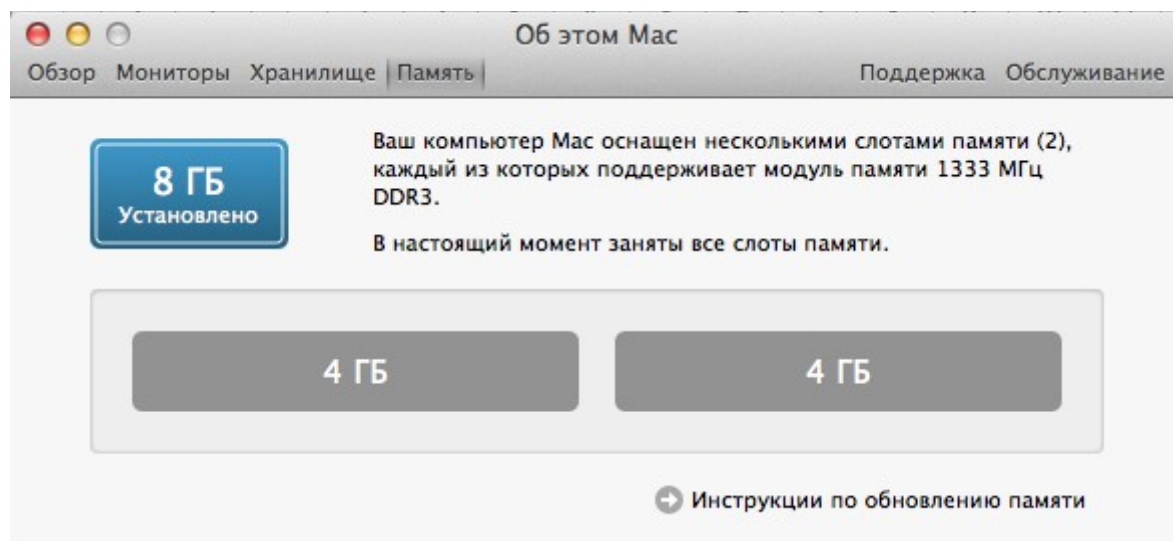 Об этом Mac
Обзор Мониторы Хранилище Память Поддержка Обслуживание
8 ГБ
Установлено
Ваш компьютер Mac оснащен несколькими слотами памяти (2),
каждый из которых поддерживает модуль памяти 1333 МГц
DDR3.
В настоящий момент заняты все слоты памяти.
4 ГБ 4 ГБ
Инструкции по обновлению памяти